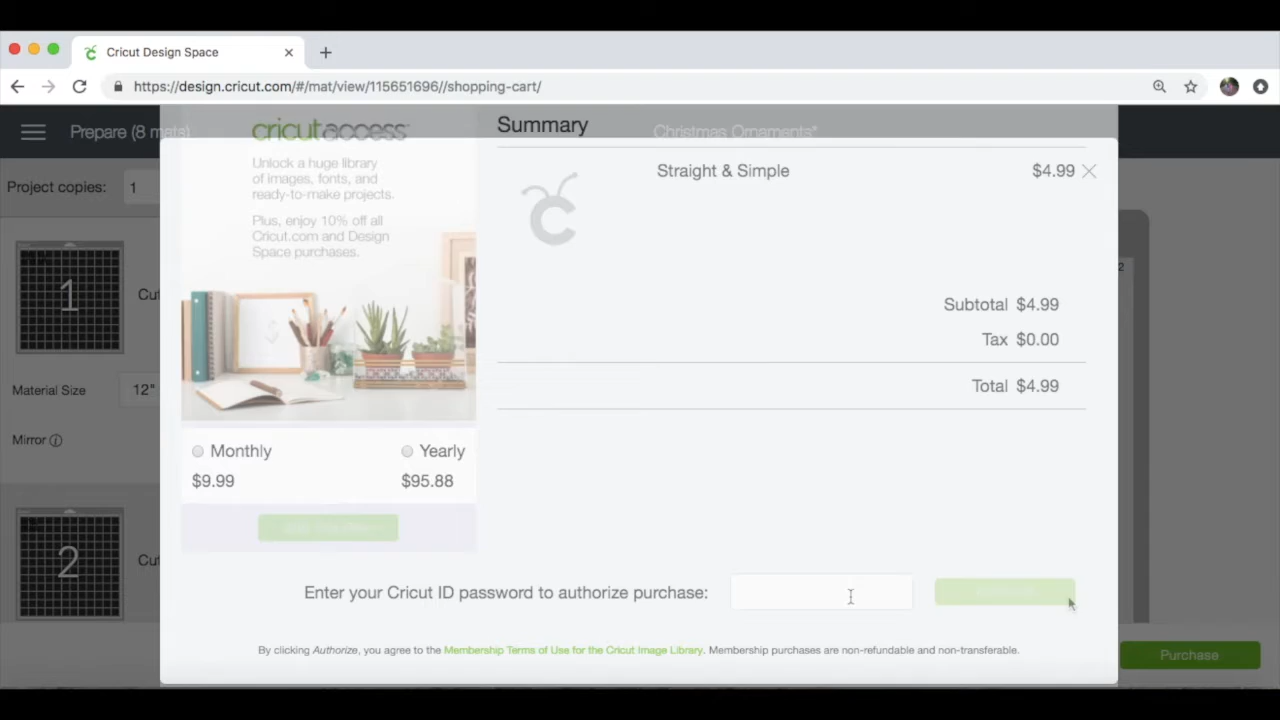 Cricut Design Space
https://design.cricut.com/#/mat/view/115651696//shopping-cart/
Prepare (8 mats)
Christmas Ornaments*
Project copies: 1
1
Cut
Material Size 12"
Mirror
2
Cut
cricut access™
Unlock a huge library
of images, fonts, and
ready-to-make projects.
Plus, enjoy 10% off all
Cricut.com and Design
Space purchases.
Monthly
$9.99
Yearly
$95.88
Summary
Straight & Simple $4.99
Subtotal $4.99
Tax $0.00
Total $4.99
Enter your Cricut ID password to authorize purchase:
By clicking Authorize, you agree to the Membership Terms of Use for the Cricut Image Library. Membership purchases are non-refundable and non-transferable.
2
Purchase